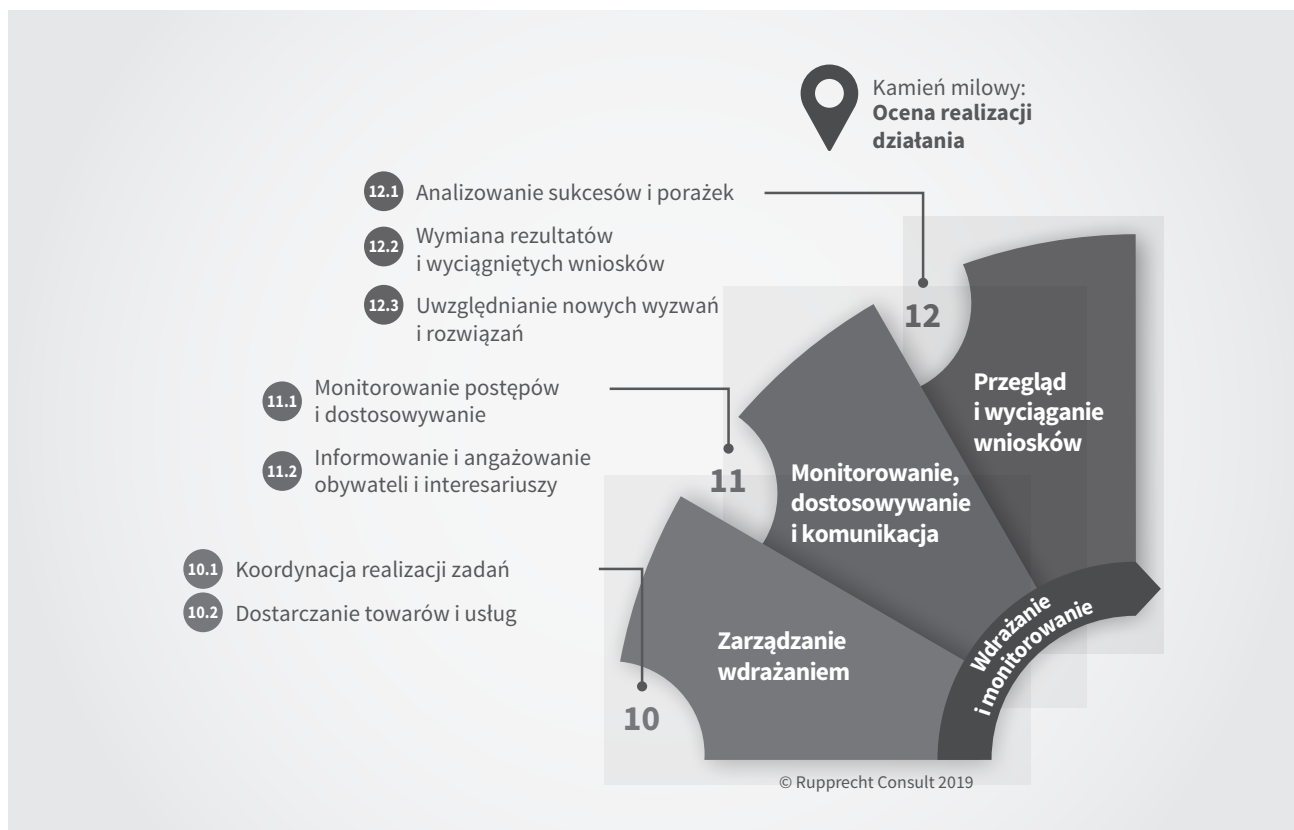 Kamień milowy:
Ocena realizacji
działania
12.1 Analizowanie sukcesów i porażek
12.2 Wymiana rezultatów
i wyciągniętych wniosków
12.3 Uwzględnianie nowych wyzwań
i rozwiązań
12
Przegląd
i wyciąganie
wniosków
11.1 Monitorowanie postępów
i dostosowywanie
11.2 Informowanie i angażowanie
obywateli i interesariuszy
11
Monitorowanie,
dostosowywanie
i komunikacja
10.1 Koordynacja realizacji zadań
10.2 Dostarczanie towarów i usług
10
Zarządzanie
wdrażaniem
Wdrażanie
i monitorowanie
© Rupprecht Consult 2019